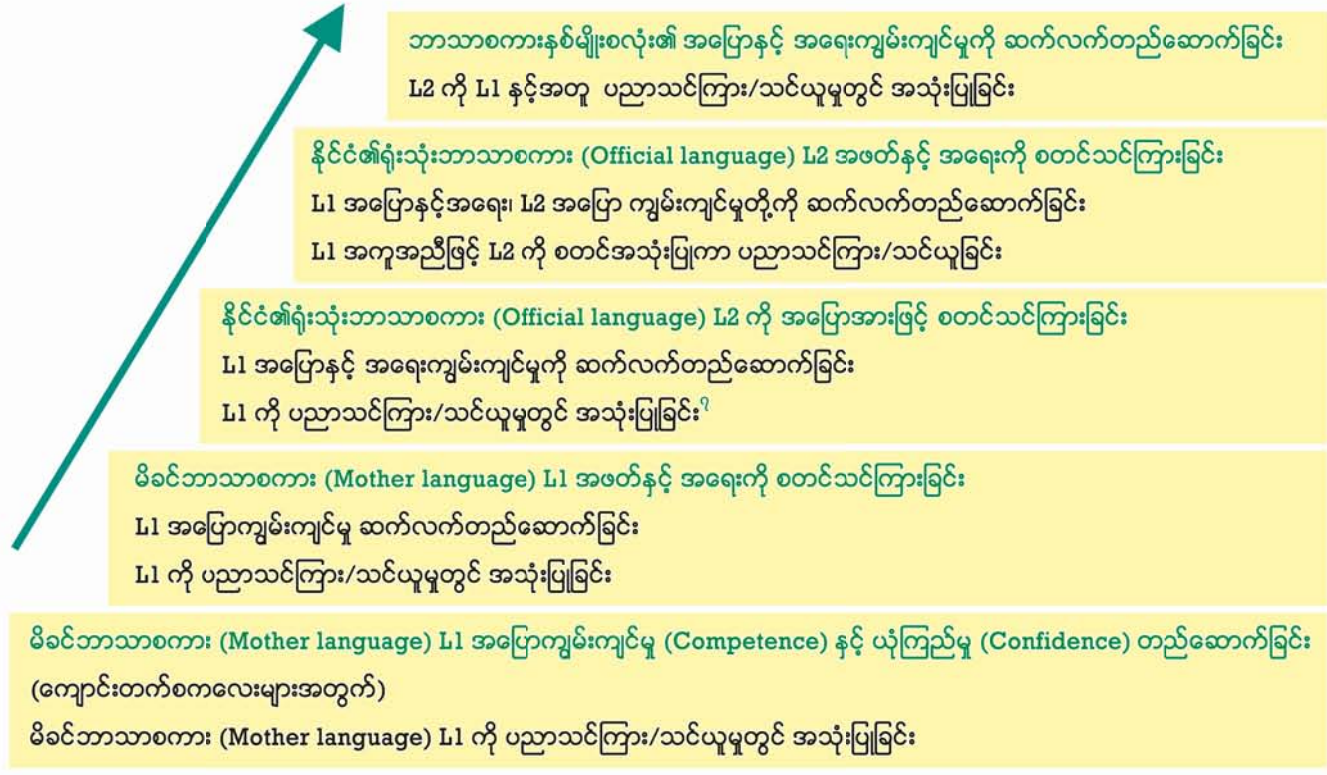 ဘာသာစကားနှစ်မျိုးစလုံး၏ အပြောနှင့် အရေးကျွမ်းကျင်မှုကို ဆက်လက်တည်ဆောက်ခြင်း
L2 ကို L1 နှင့်အတူ ပညာသင်ကြား/သင်ယူမှုတွင် အသုံးပြုခြင်း
နိုင်ငံ၏ရုံးသုံးဘာသာစကား (Official language) L2 အဖတ်နှင့် အရေးကို စတင်သင်ကြားခြင်း
L1 အပြောနှင့်အရေး၊ L2 အပြော ကျွမ်းကျင်မှုတို့ကို ဆက်လက်တည်ဆောက်ခြင်း
L1 အကူအညီဖြင့် L2 ကို စတင်အသုံးပြုကာ ပညာသင်ကြား/သင်ယူခြင်း
နိုင်ငံ၏ရုံးသုံးဘာသာစကား (Official language) L2 ကို အပြောအားဖြင့် စတင်သင်ကြားခြင်း
L1 အပြောနှင့် အရေးကျွမ်းကျင်မှုကို ဆက်လက်တည်ဆောက်ခြင်း
L1 ကို ပညာသင်ကြား/သင်ယူမှုတွင် အသုံးပြုခြင်း၇
မိခင်ဘာသာစကား (Mother language) L1 အဖတ်နှင့် အရေးကို စတင်သင်ကြားခြင်း
L1 အပြောကျွမ်းကျင်မှု ဆက်လက်တည်ဆောက်ခြင်း
L1 ကို ပညာသင်ကြား/သင်ယူမှုတွင် အသုံးပြုခြင်း
မိခင်ဘာသာစကား (Mother language) L1 အပြောကျွမ်းကျင်မှု (Competence) နှင့် ယုံကြည်မှု (Confidence) တည်ဆောက်ခြင်း
(ကျောင်းတက်စကလေးများအတွက်)
မိခင်ဘာသာစကား (Mother language) L1 ကို ပညာသင်ကြား/သင်ယူမှုတွင် အသုံးပြုခြင်း